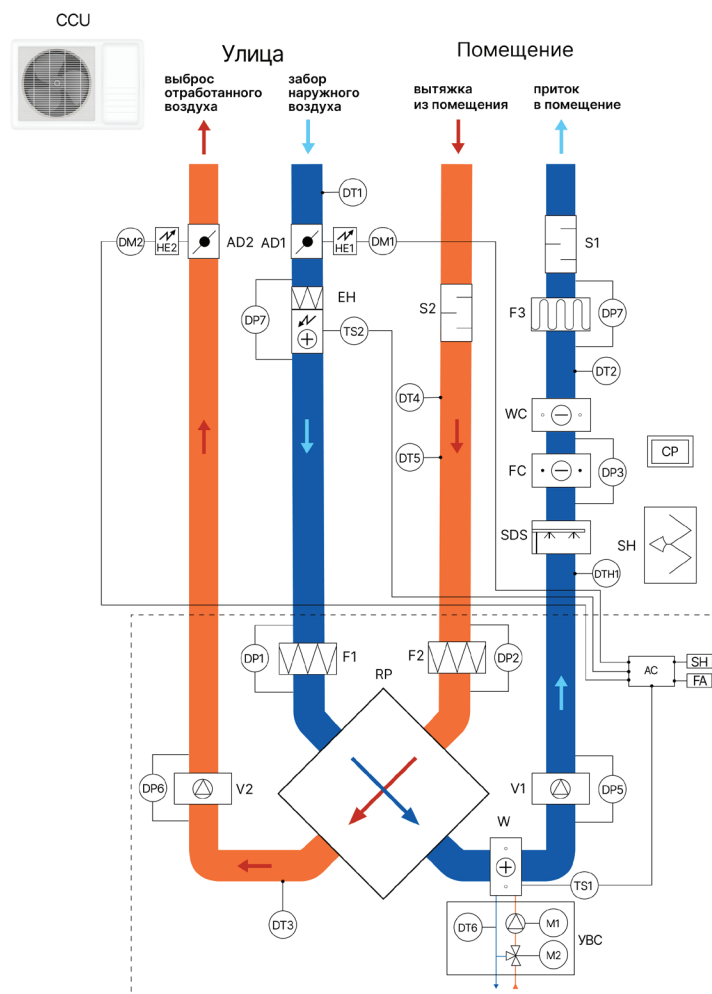 CCU
Улица
Помещение
выброс
отработанного
воздуха
забор
наружного
воздуха
вытяжка
из помещения
приток
в помещение
DT1
DM2
HE2
AD2
AD1
HE1
DM1
S1
EH
DP7
TS2
S2
F3
DP7
DT2
DT4
WC
DT5
FC
DP3
CP
SDS
SH
DTH1
DP1
F1
F2
DP2
RP
AC
SH
FA
DP6
V2
V1
DP5
W
TS1
DT3
DT6
M1
M2
УВС